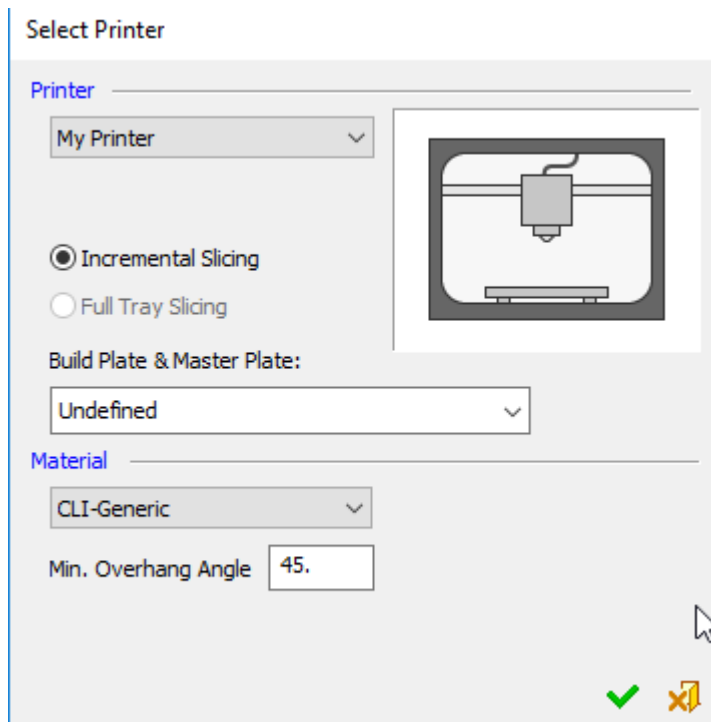 Select Printer
Printer
My Printer
Incremental Slicing
Full Tray Slicing
Build Plate & Master Plate:
Undefined
Material
CLI-Generic
Min. Overhang Angle 45.